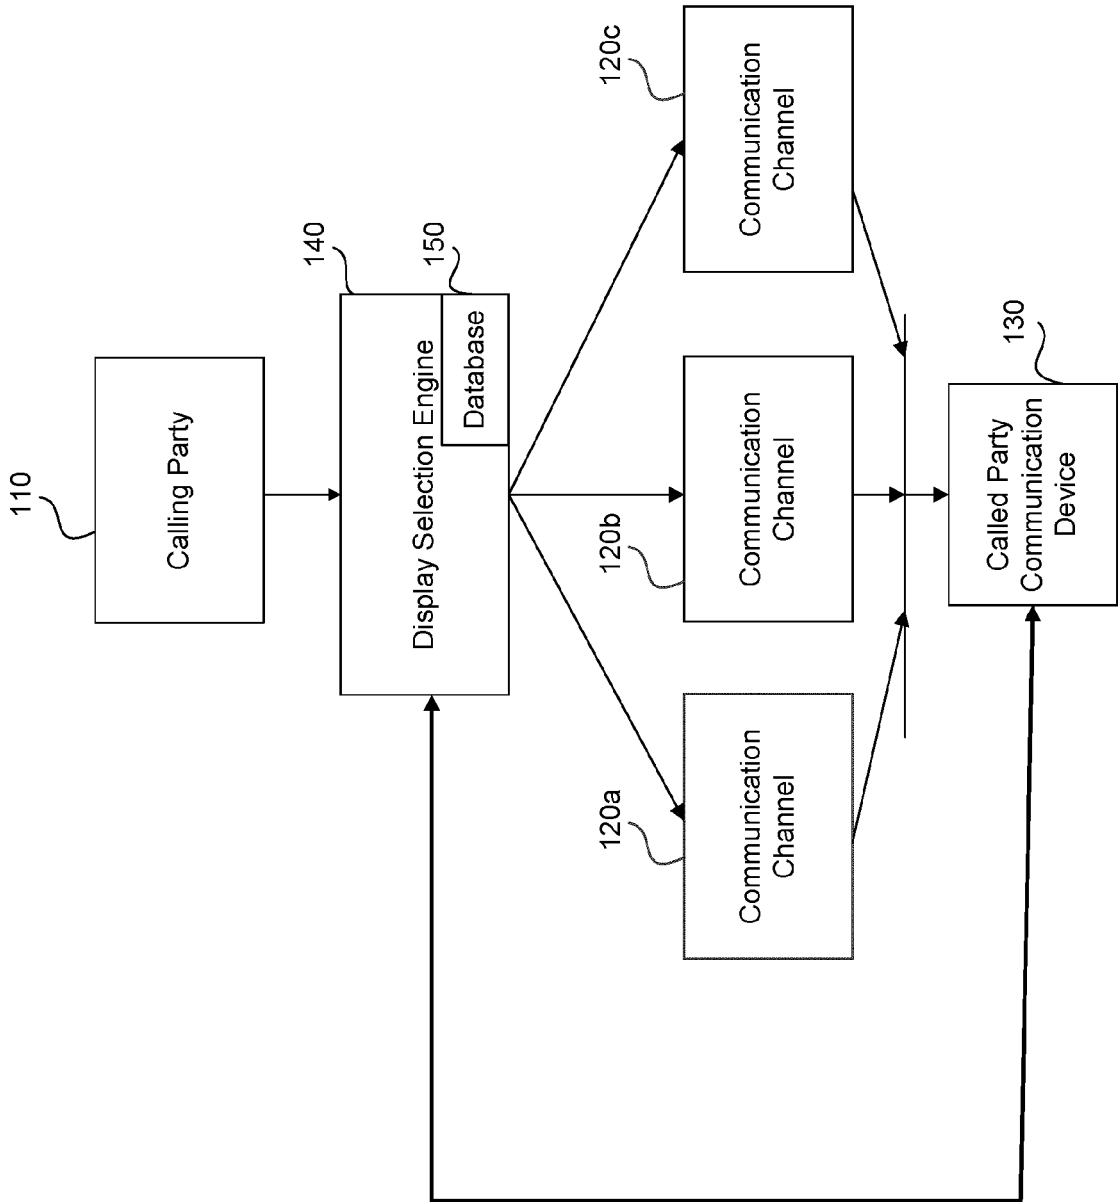 110
Calling Party
140
Display Selection Engine
150
Database
120a
Communication
Channel
120b
Communication
Channel
120c
Communication
Channel
130
Called Party
Communication
Device